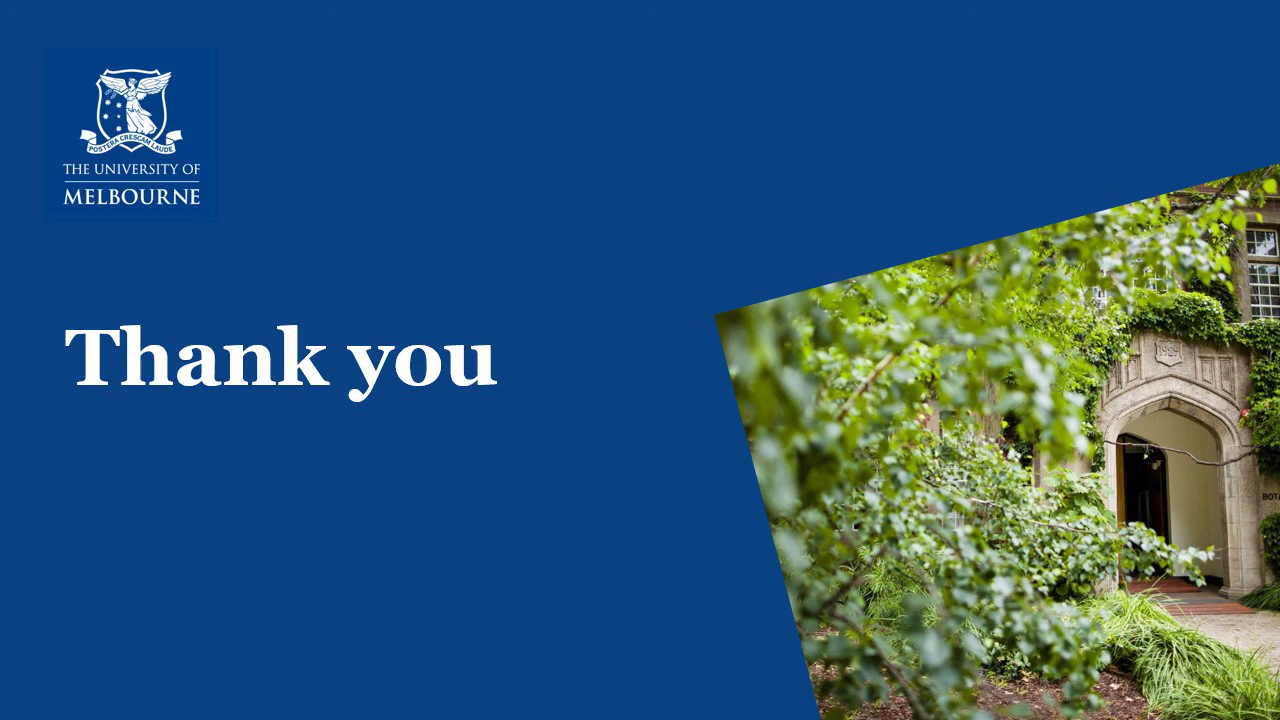 POSTERA CRESCAM LAUDE
THE UNIVERSITY OF
MELBOURNE
Thank you